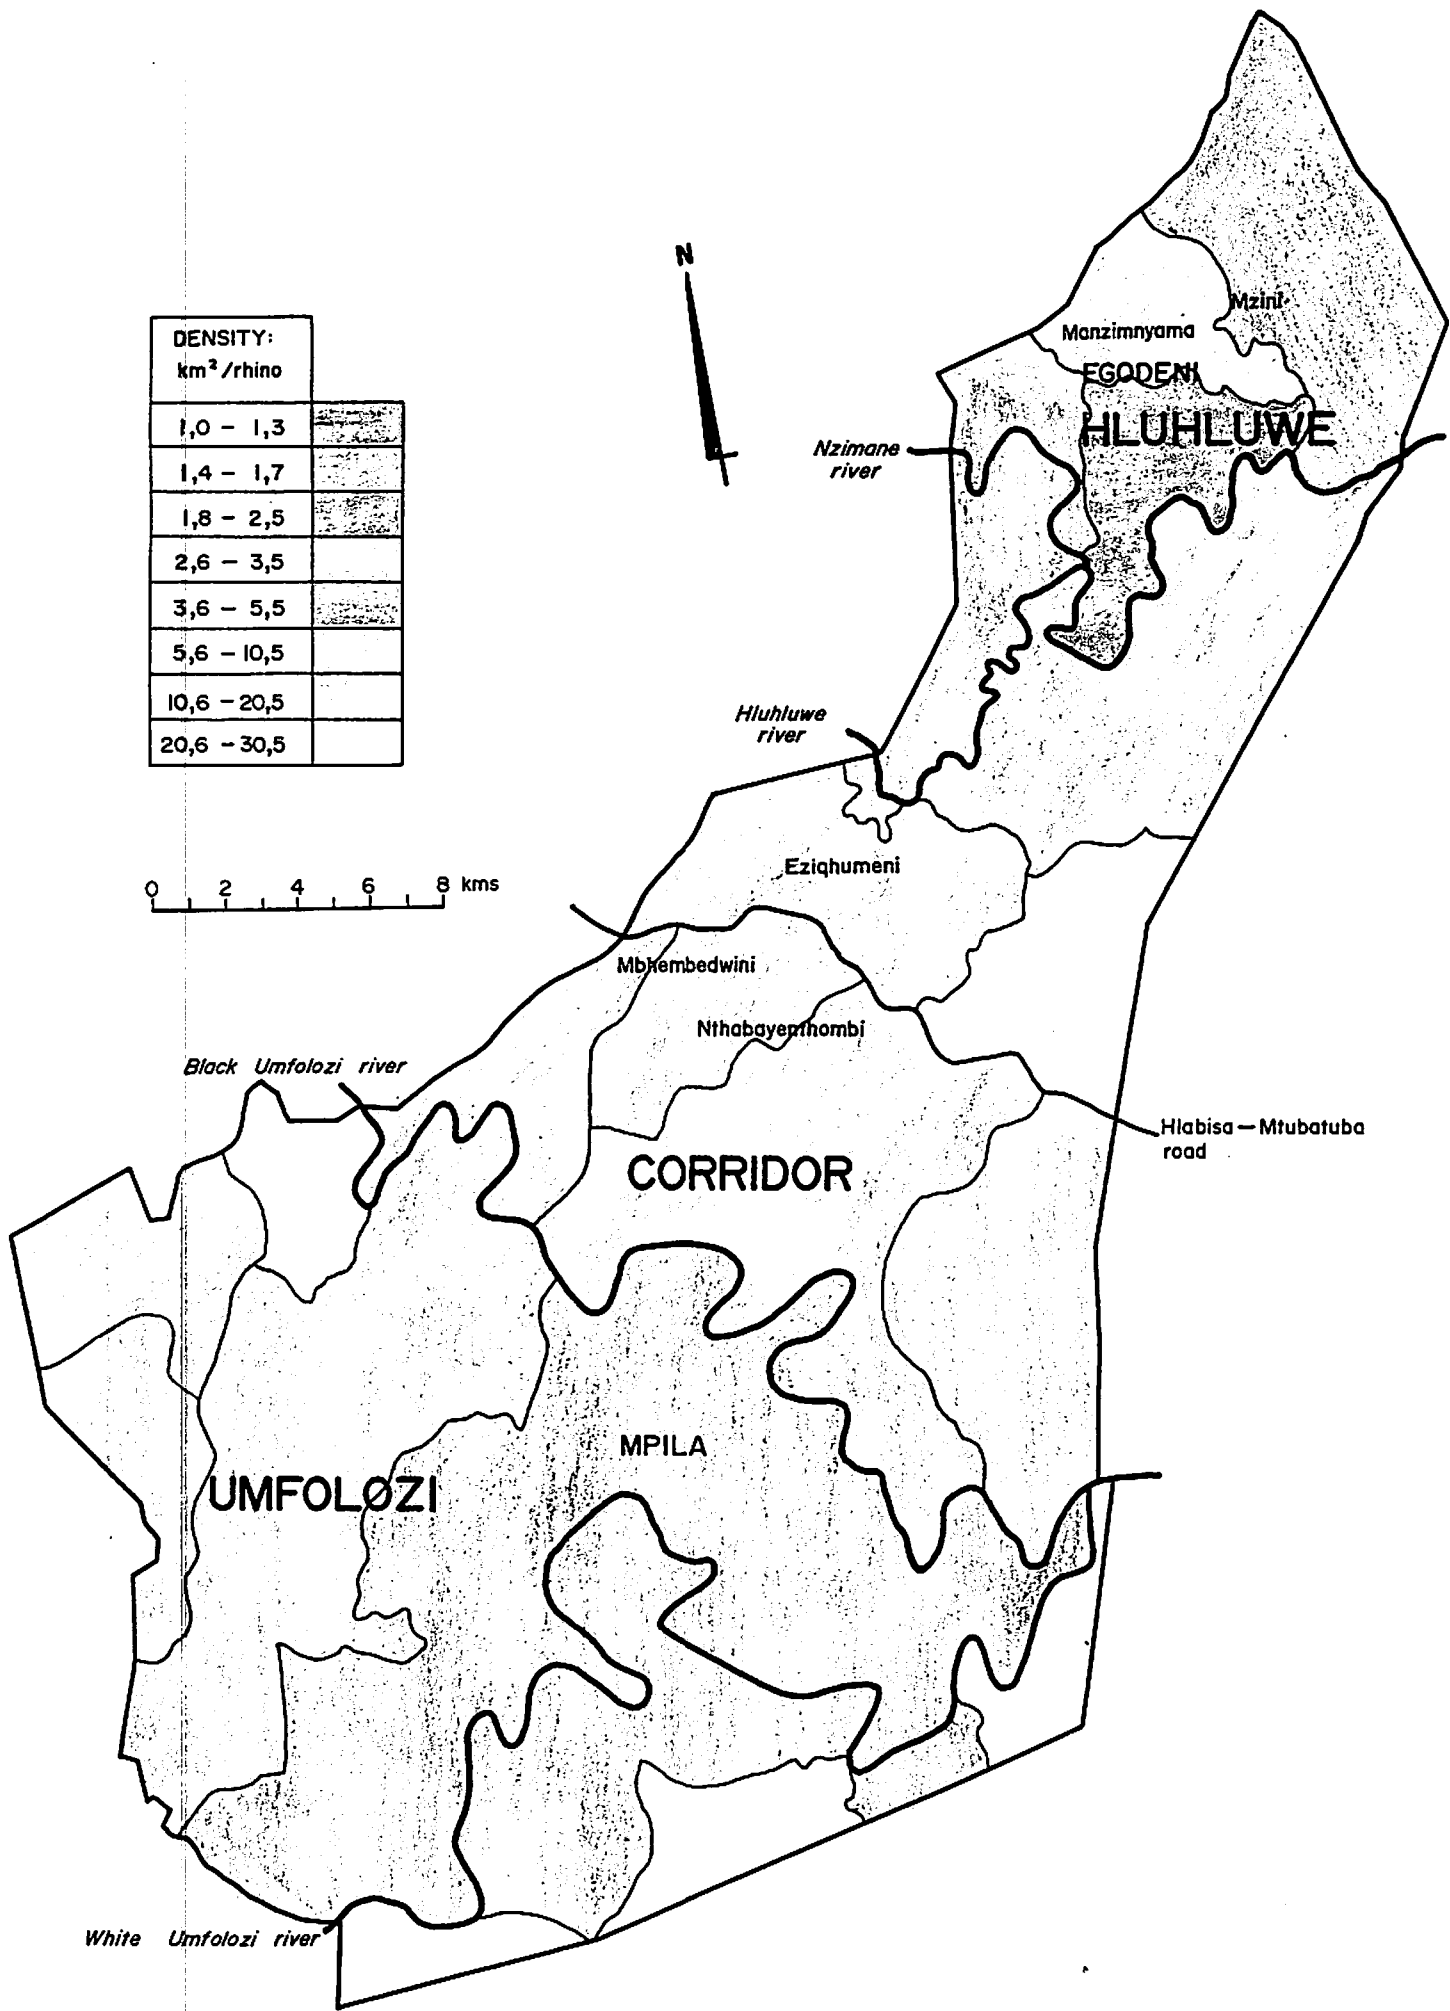 N
Mzini
Manzimnyama
EGODENI
HLUHLUWE
Nzimane
river
DENSITY:
km²/rhino
1,0 – 1,3
1,4 – 1,7
1,8 – 2,5
2,6 – 3,5
3,6 – 5,5
5,6 – 10,5
10,6 – 20,5
20,6 – 30,5
Hluhluwe
river
0 2 4 6 8 kms
Eziqhumeni
Mbhembedwini
Nthabayenthombi
Black Umfolozi river
Hlabisa – Mtubatuba
road
CORRIDOR
MPILA
UMFOLOZI
White Umfolozi river